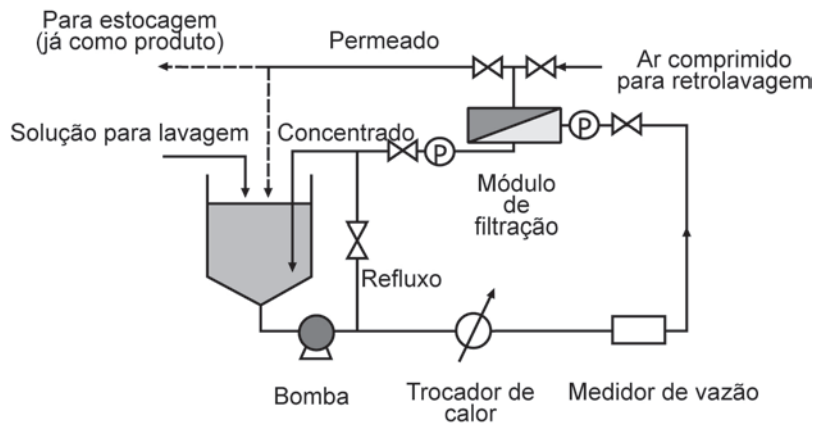 Para estocagem
(já como produto)
Permeado
Ar comprimido
para retrolavagem
Solução para lavagem
Concentrado
P
P
Módulo
de
filtração
Refluxo
Bomba
Trocador de
calor
Medidor de vazão